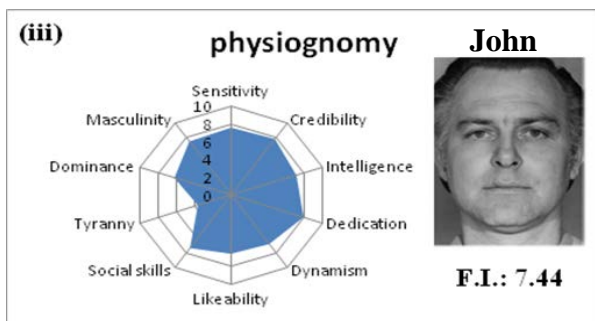 (iii)
physiognomy
John
Sensitivity
10
8
6
4
2
0
Credibility
Intelligence
Dedication
Dynamism
Likeability
Social skills
Tyranny
Dominance
Masculinity
F.I.: 7.44